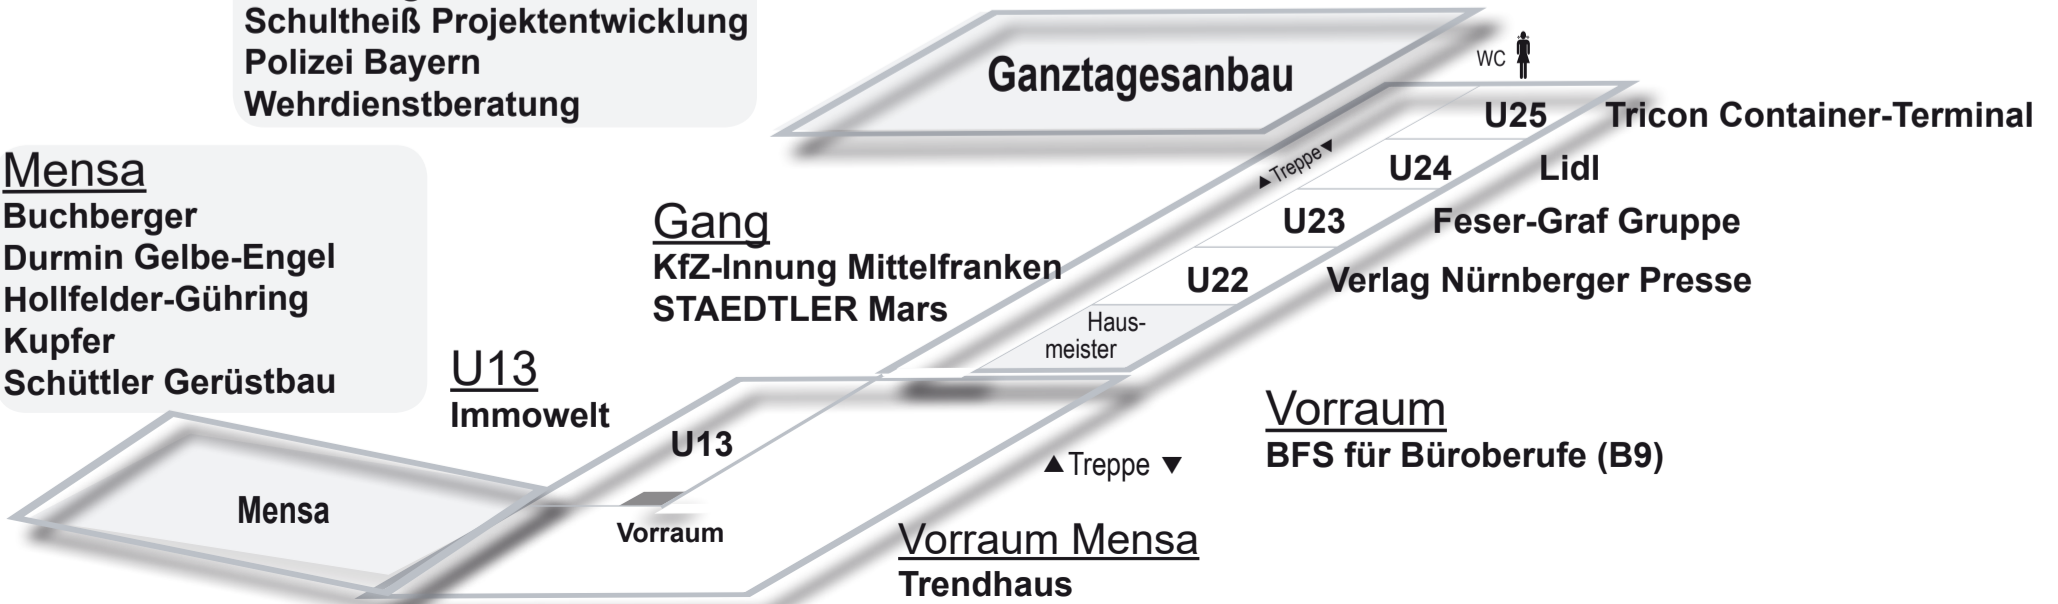 Schultheiß Projektentwicklung
Polizei Bayern
Wehrdienstberatung
Ganztagesanbau
WC
U25 Tricon Container-Terminal
▲Treppe▼
U24 Lidl
U23 Feser-Graf Gruppe
U22 Verlag Nürnberger Presse
Haus-
meister
Mensa
Buchberger
Durmin Gelbe-Engel
Hollfelder-Gühring
Kupfer
Schüttler Gerüstbau
Gang
KfZ-Innung Mittelfranken
STAEDTLER Mars
U13
Immowelt
U13
Mensa
Vorraum
▲Treppe ▼
Vorraum
BFS für Büroberufe (B9)
Vorraum Mensa
Trendhaus